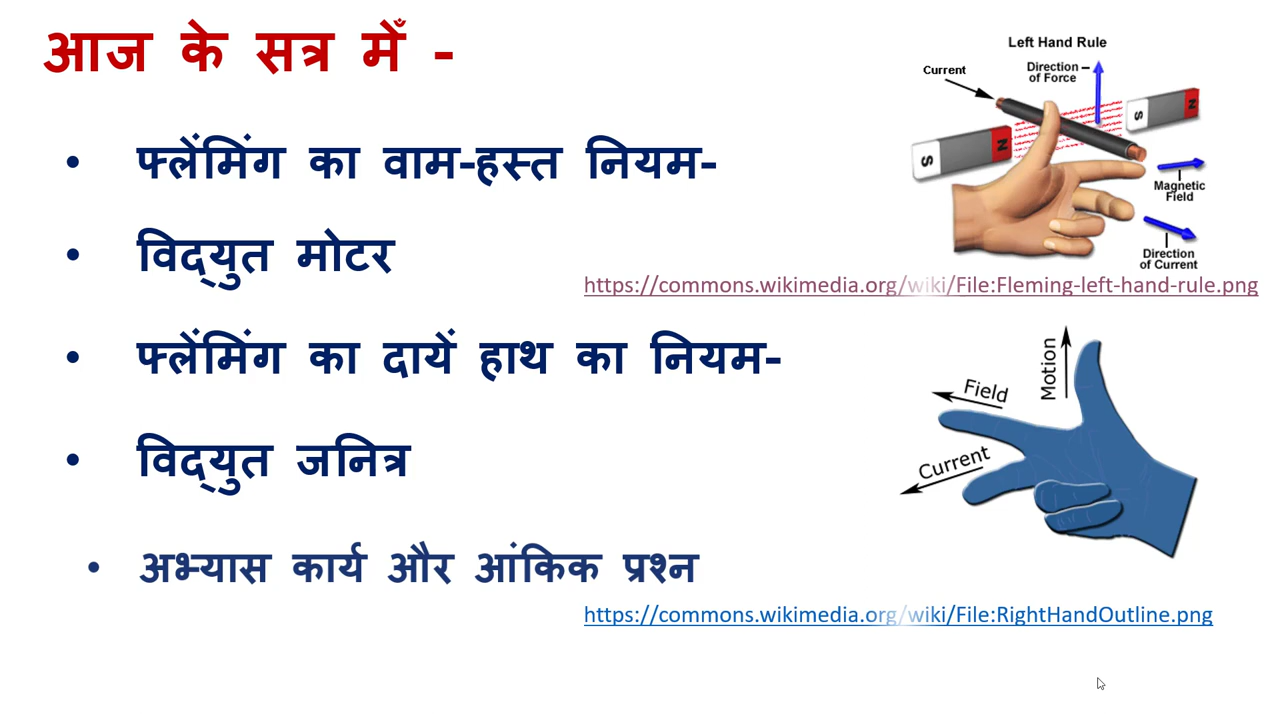 आज के सत्र मेँ -
• फ्लेंमिंग का वाम-हस्त नियम-
• विद्युत मोटर
• फ्लेंमिंग का दायें हाथ का नियम-
• विद्युत जनित्र
• अभ्यास कार्य और आंकिक प्रश्न
Left Hand Rule
Current
Direction
of Force
S
N
S
N
Magnetic
Field
Direction
of Current
https://commons.wikimedia.org/wiki/File:Fleming-left-hand-rule.png
Motion
Field
Current
https://commons.wikimedia.org/wiki/File:RightHandOutline.png